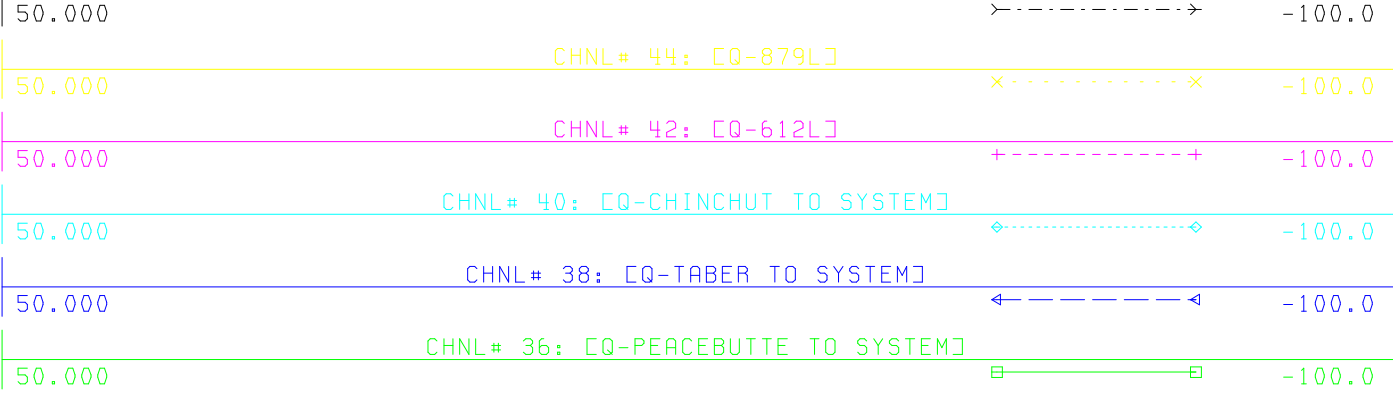 50.000 -100.0
CHNL# 44: [Q-879L]
50.000 -100.0
CHNL# 42: [Q-612L]
50.000 -100.0
CHNL# 40: [Q-CHINCHUT TO SYSTEM]
50.000 -100.0
CHNL# 38: [Q-TABER TO SYSTEM]
50.000 -100.0
CHNL# 36: [Q-PEACEBUTTE TO SYSTEM]
50.000 -100.0